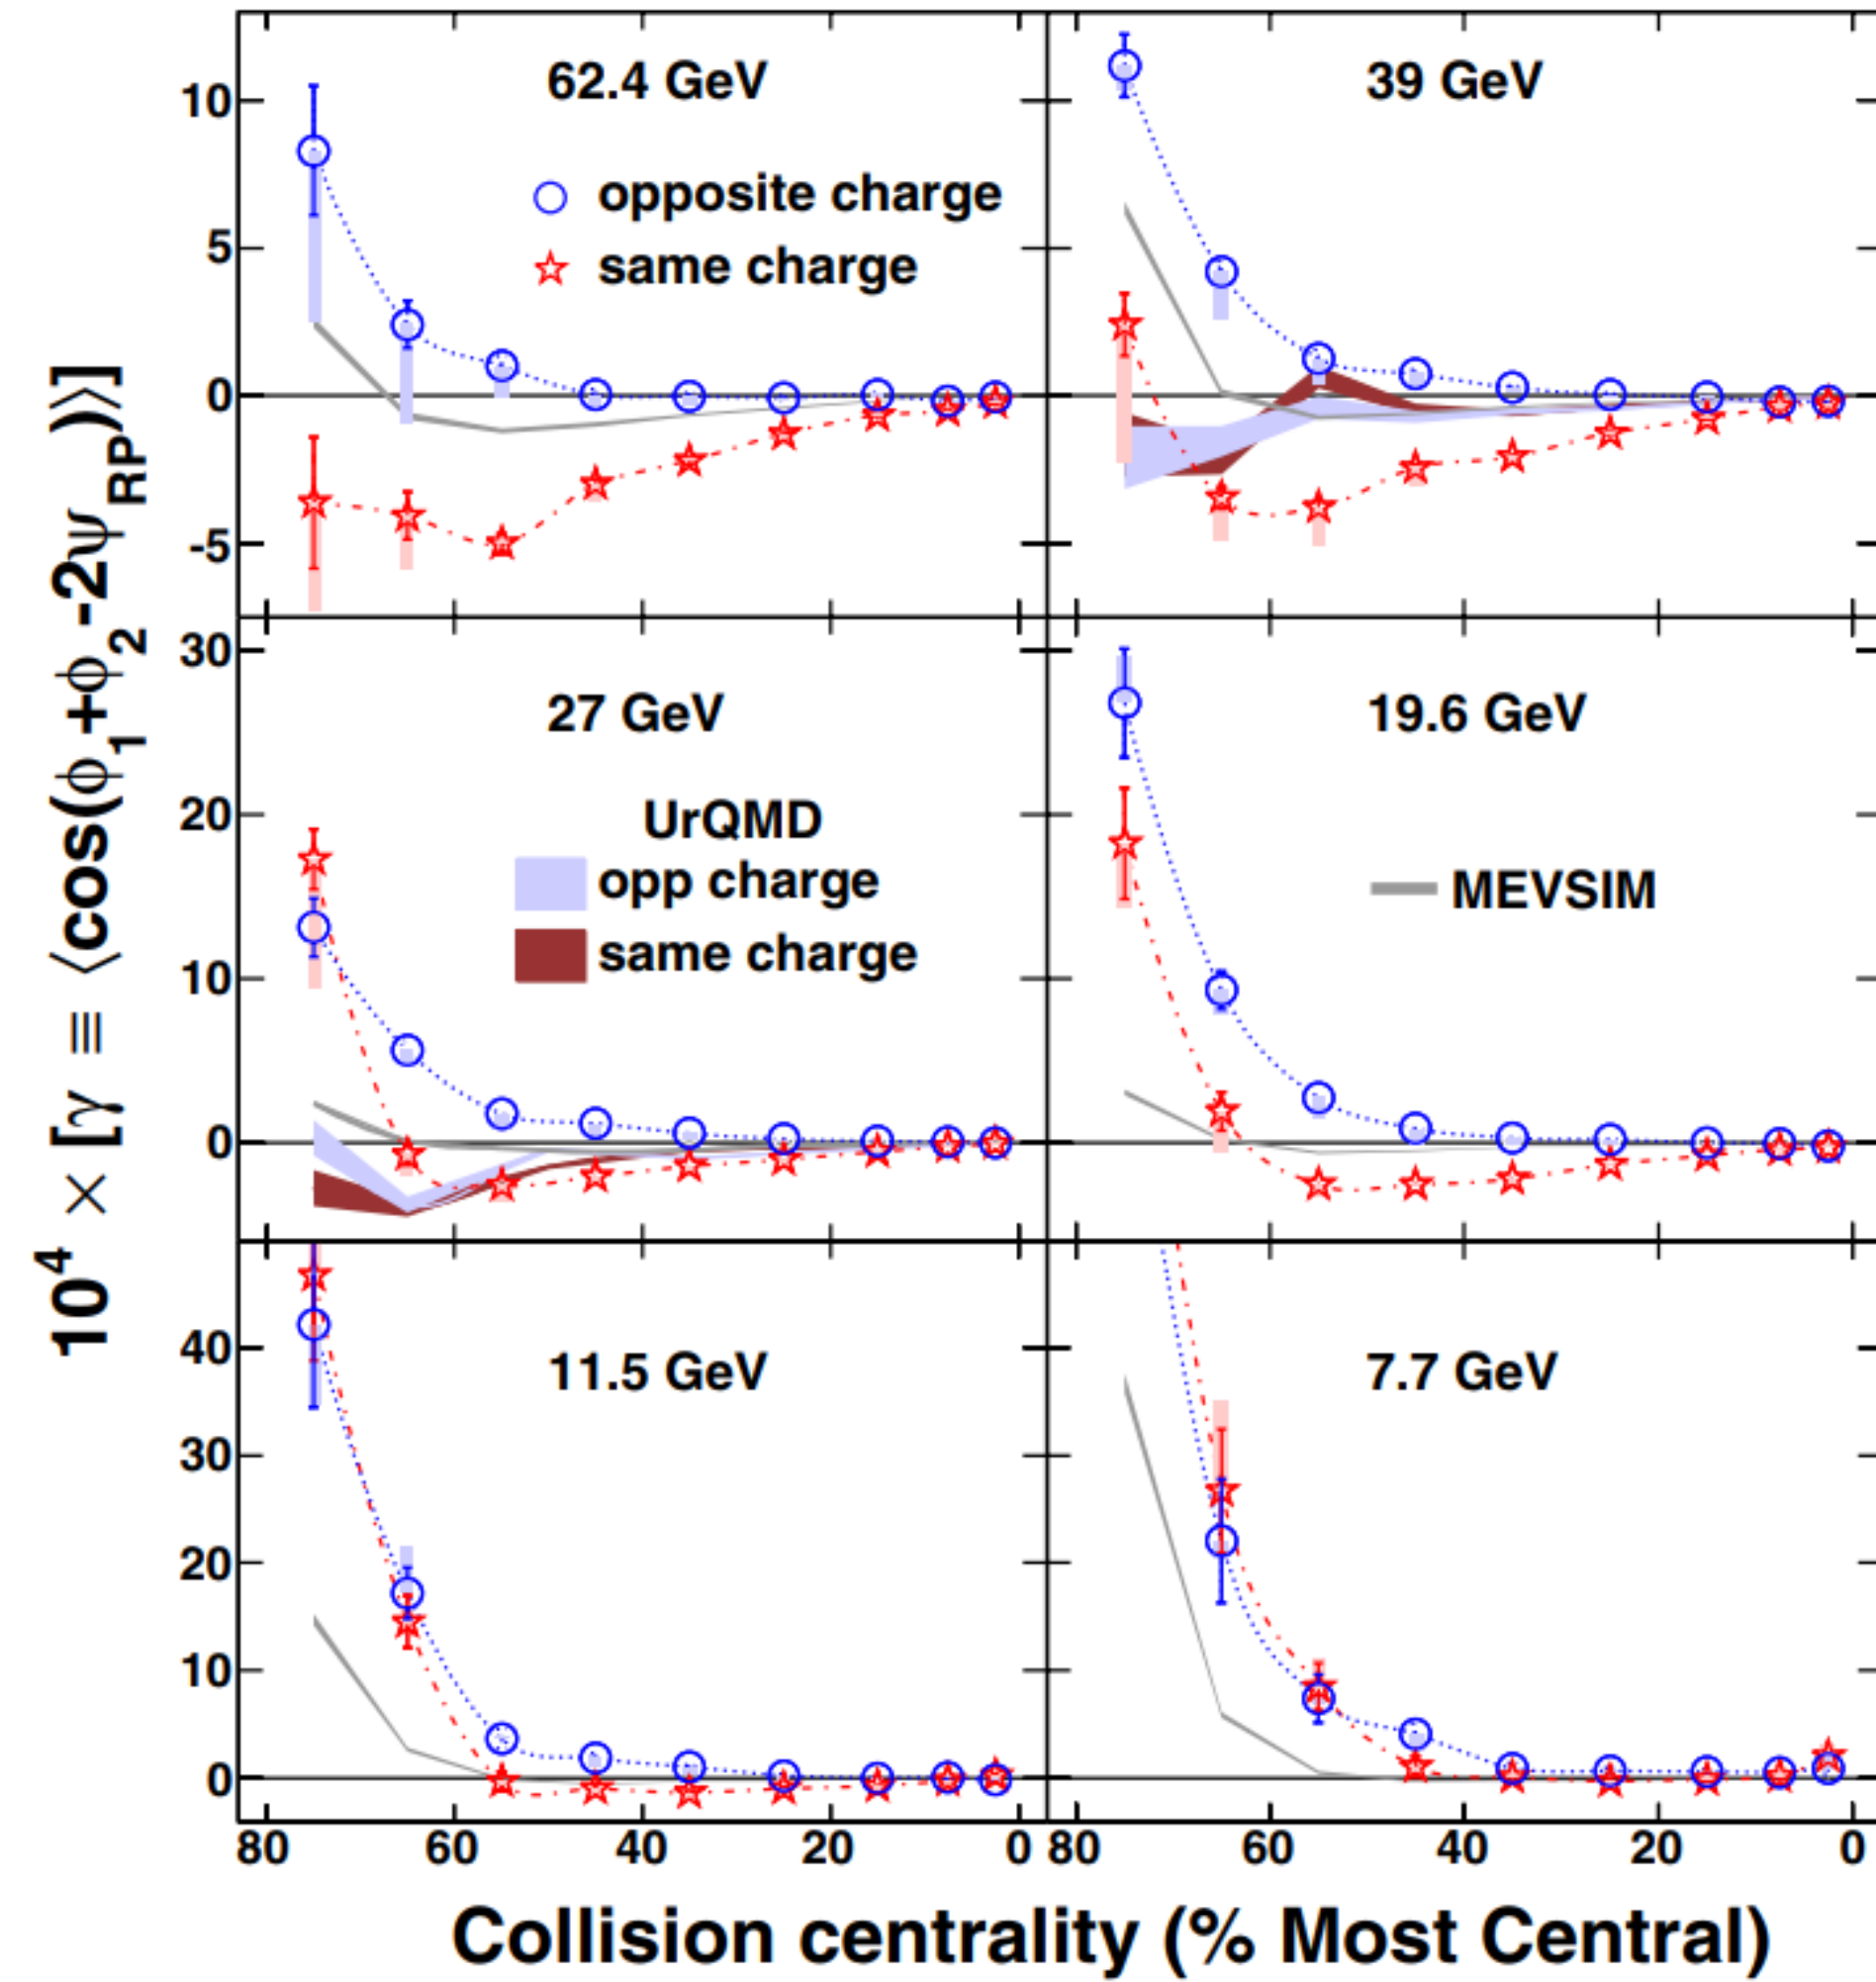 10⁴ × [γ ≡ ⟨cos(ϕ₁+ϕ₂-2ψ_RP)⟩]
62.4 GeV
opposite charge
same charge
10
5
0
-5
39 GeV
27 GeV
UrQMD
opp charge
same charge
30
20
10
0
19.6 GeV
MEVSIM
11.5 GeV
40
30
20
10
0
7.7 GeV
80 60 40 20 0 80 60 40 20 0
Collision centrality (% Most Central)